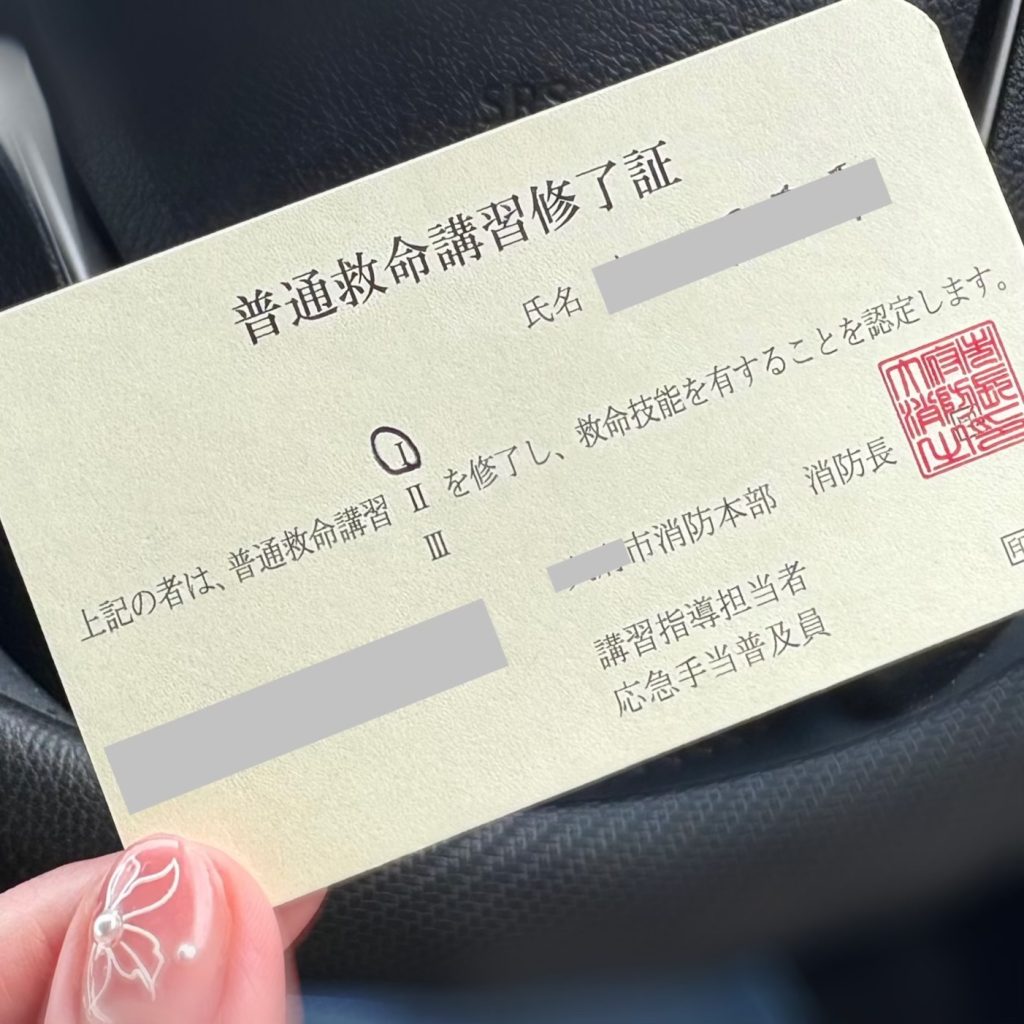 SRS
普通救命講習修了証
氏名
上記の者は、普通救命講習 Ⅰ Ⅱ Ⅲ を修了し、救命技能を有することを認定します。
市消防本部 消防長
講習指導担当者
応急手当普及員
印